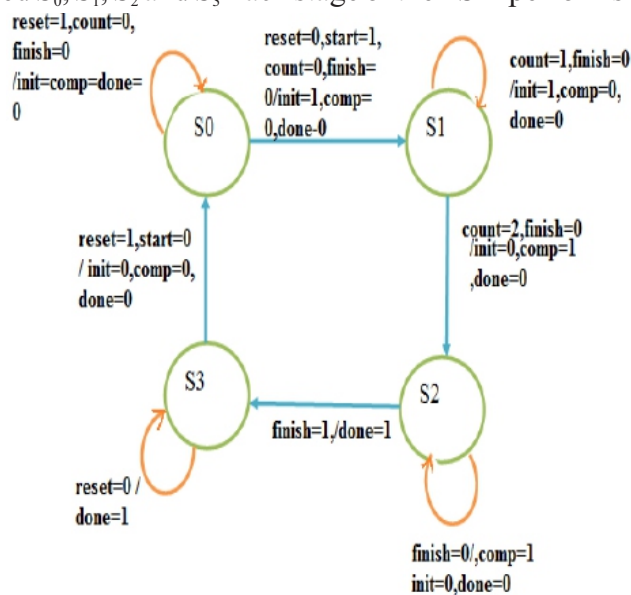 reset=1,count=0,
finish=0
/init=comp=done=
0
reset=0,start=1,
count=0,finish=
0/init=1,comp=
0,done-0
count=1,finish=0
/init=1,comp=0,
done=0
S0
S1
reset=1,start=0
/ init=0,comp=0,
done=0
count=2,finish=0
/init=0,comp=1
,done=0
S3
S2
finish=1,/done=1
reset=0 /
done=1
finish=0/,comp=1
init=0,done=0